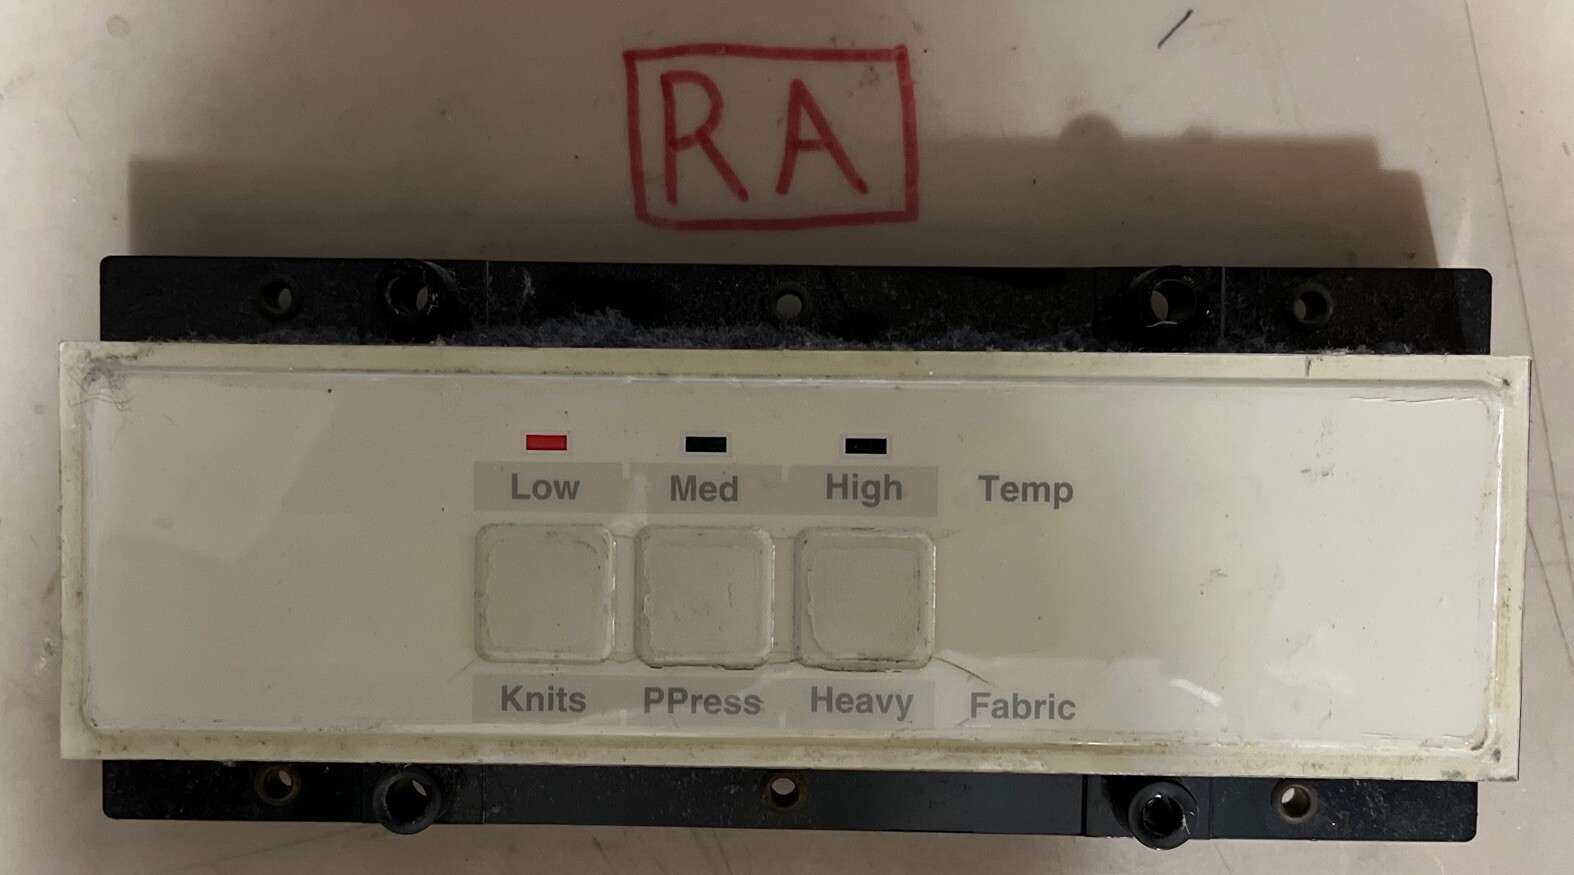 RA
Low Med High Temp
Knits PPress Heavy Fabric